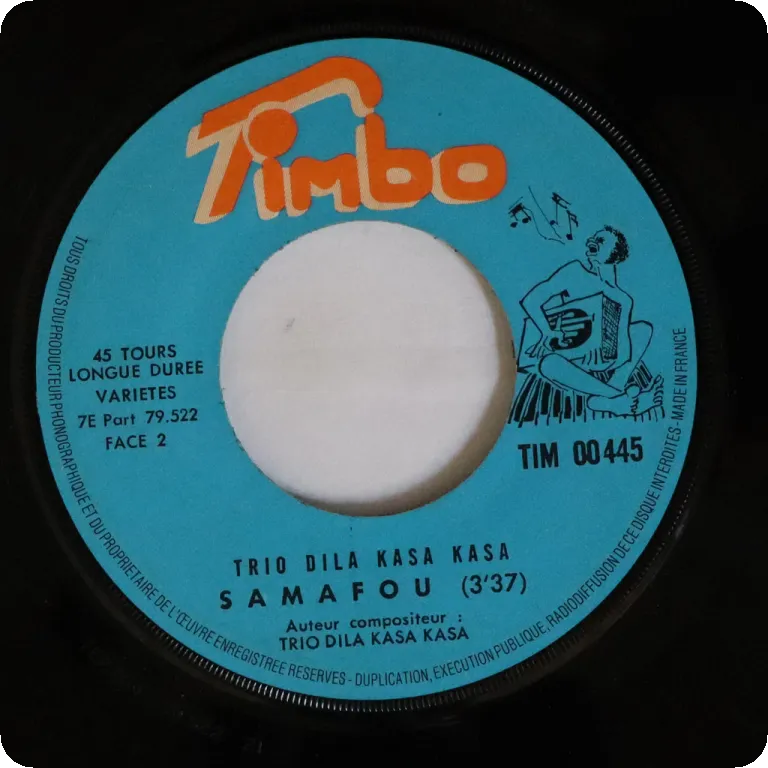 Timbo
45 TOURS
LONGUE DUREE
VARIETES
7E Part 79.522
FACE 2
TIM 00445
TRIO DILA KASA KASA
SAMAFOU (3'37)
Auteur compositeur :
TRIO DILA KASA KASA
TOUS DROITS DU PRODUCTEUR PHONOGRAPHIQUE ET DU PROPRIETAIRE DE L'ŒUVRE ENREGISTREE RESERVES - DUPLICATION, EXECUTION PUBLIQUE, RADIODIFFUSION DE CE DISQUE INTERDITES - MADE IN FRANCE